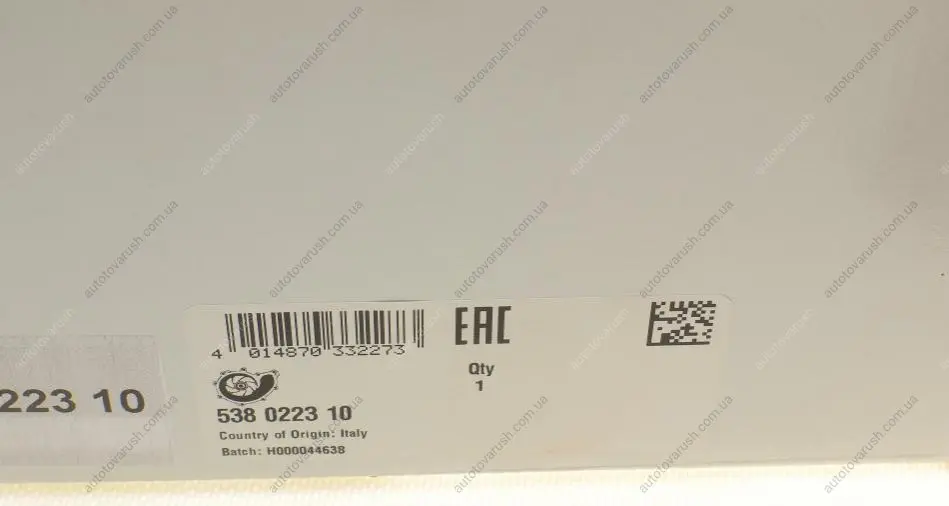 4 014870 332273
EAC
Qty
1
538 0223 10
Country of Origin: Italy
Batch: H000044638
223 10
autotovarush.com.ua